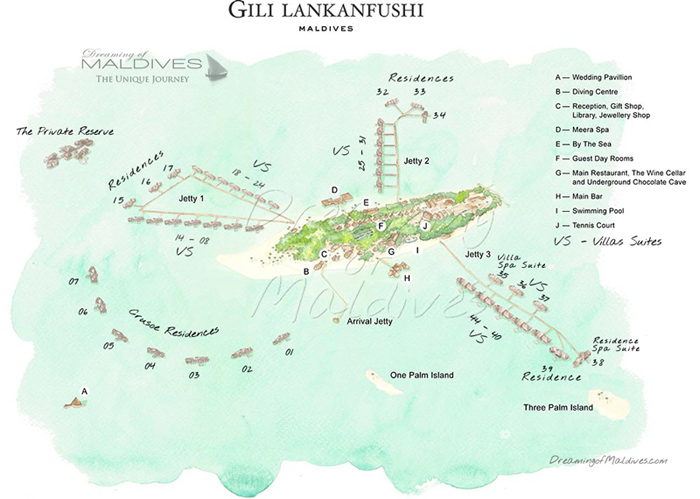 GILI LANKANFUSHI
MALDIVES
Dreaming of
MALDIVES
THE UNIQUE JOURNEY
The Private Reserve
Residences
15
16
17
18 - 24
VS
Jetty 1
14 - 08
VS
Residences
32
33
34
VS
25 - 31
Jetty 2
A — Wedding Pavilion
B — Diving Centre
C — Reception, Gift Shop,
Library, Jewellery Shop
D — Meera Spa
E — By The Sea
F — Guest Day Rooms
G — Main Restaurant, The Wine Cellar
and Underground Chocolate Cave
H — Main Bar
I — Swimming Pool
J — Tennis Court
VS - Villas Suites
D
E
F
J
C
G
I
B
H
Dreaming
of
Maldives
Jetty 3
Villa
Spa Suite
35
36
VS
37
44 - 40
VS
Residence
Spa Suite
38
39
Residence
07
06
05
04
03
02
01
Crusoe Residences
Arrival Jetty
A
One Palm Island
Three Palm Island
DreamingofMaldives.com